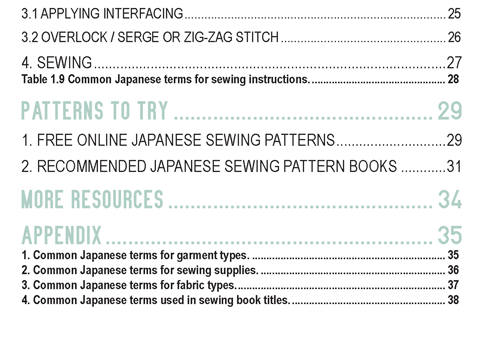 3.1 APPLYING INTERFACING 25
3.2 OVERLOCK / SERGE OR ZIG-ZAG STITCH 26
4. SEWING 27
Table 1.9 Common Japanese terms for sewing instructions. 28
PATTERNS TO TRY 29
1. FREE ONLINE JAPANESE SEWING PATTERNS 29
2. RECOMMENDED JAPANESE SEWING PATTERN BOOKS 31
MORE RESOURCES 34
APPENDIX 35
1. Common Japanese terms for garment types. 35
2. Common Japanese terms for sewing supplies. 36
3. Common Japanese terms for fabric types. 37
4. Common Japanese terms used in sewing book titles. 38